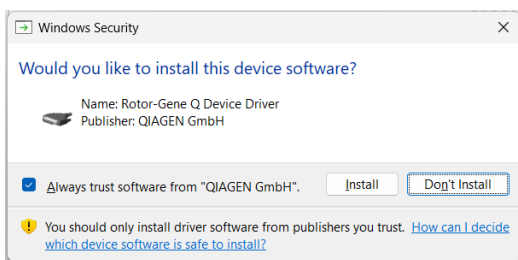 Windows Security
Would you like to install this device software?
Name: Rotor-Gene Q Device Driver
Publisher: QIAGEN GmbH
Always trust software from "QIAGEN GmbH".
Install
Don't Install
You should only install driver software from publishers you trust. How can I decide
which device software is safe to install?